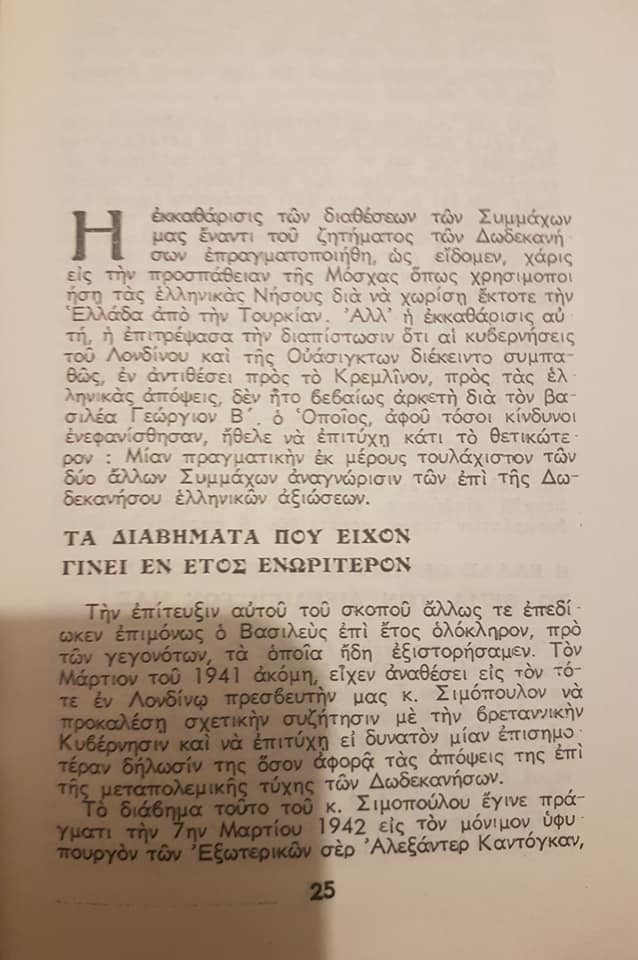 Η ἐκκαθάρισις τῶν διαθέσεων τῶν Συμμάχων
μας ἔναντι τοῦ ζητήματος τῶν Δωδεκανή-
σων ἐπραγματοποιήθη, ὡς εἴδομεν, χάρις
εἰς τὴν προσπάθειαν τῆς Μόσχας ὅπως χρησιμοποι
ήσῃ τὰς ἑλληνικὰς Νήσους διὰ νὰ χωρίσῃ ἔκτοτε τὴν
Ἑλλάδα ἀπὸ τὴν Τουρκίαν. Ἀλλ' ἡ ἐκκαθάρισις αὐ
τή, ἡ ἐπιτρέψασα τὴν διαπίστωσιν ὅτι αἱ κυβερνήσεις
τοῦ Λονδίνου καὶ τῆς Οὐάσιγκτων διέκειντο συμπα-
θῶς, ἐν ἀντιθέσει πρὸς τὸ Κρεμλῖνον, πρὸς τὰς ἑλ-
ληνικὰς ἀπόψεις, δὲν ἦτο βεβαίως ἀρκετὴ διὰ τὸν βα-
σιλέα Γεώργιον Β΄. ὁ Ὁποῖος, ἀφοῦ τόσοι κίνδυνοι
ἐνεφανίσθησαν, ἤθελε νὰ ἐπιτύχῃ κάτι τὸ θετικώτε-
ρον : Μίαν πραγματικὴν ἐκ μέρους τουλάχιστον τῶν
δύο ἄλλων Συμμάχων ἀναγνώρισιν τῶν ἐπὶ τῆς Δω-
δεκανήσου ἑλληνικῶν ἀξιώσεων.
ΤΑ ΔΙΑΒΗΜΑΤΑ ΠΟΥ ΕΙΧΟΝ
ΓΙΝΕΙ ΕΝ ΕΤΟΣ ΕΝΩΡΙΤΕΡΟΝ
Τὴν ἐπίτευξιν αὐτοῦ τοῦ σκοποῦ ἄλλως τε ἐπεδί-
ωκεν ἐπιμόνως ὁ Βασιλεὺς ἐπὶ ἔτος ὁλόκληρον, πρὸ
τῶν γεγονότων, τὰ ὁποῖα ἤδη ἐξιστορήσαμεν. Τὸν
Μάρτιον τοῦ 1941 ἀκόμη, εἶχεν ἀναθέσει εἰς τὸν τό-
τε ἐν Λονδίνῳ πρεσβευτήν μας κ. Σιμόπουλον νὰ
προκαλέσῃ σχετικὴν συζήτησιν μὲ τὴν βρεταννικὴν
Κυβέρνησιν καὶ νὰ ἐπιτύχῃ εἰ δυνατὸν μίαν ἐπισημο-
τέραν δήλωσίν της ὅσον ἀφορᾷ τὰς ἀπόψεις της ἐπὶ
τῆς μεταπολεμικῆς τύχης τῶν Δωδεκανήσων.
Τὸ διάβημα τοῦτο τοῦ κ. Σιμοπούλου ἔγινε πρά-
γματι τὴν 7ην Μαρτίου 1942 εἰς τὸν μόνιμον ὑφυ-
πουργὸν τῶν Ἐξωτερικῶν σὲρ Ἀλεξάντερ Καντόγκαν,
25